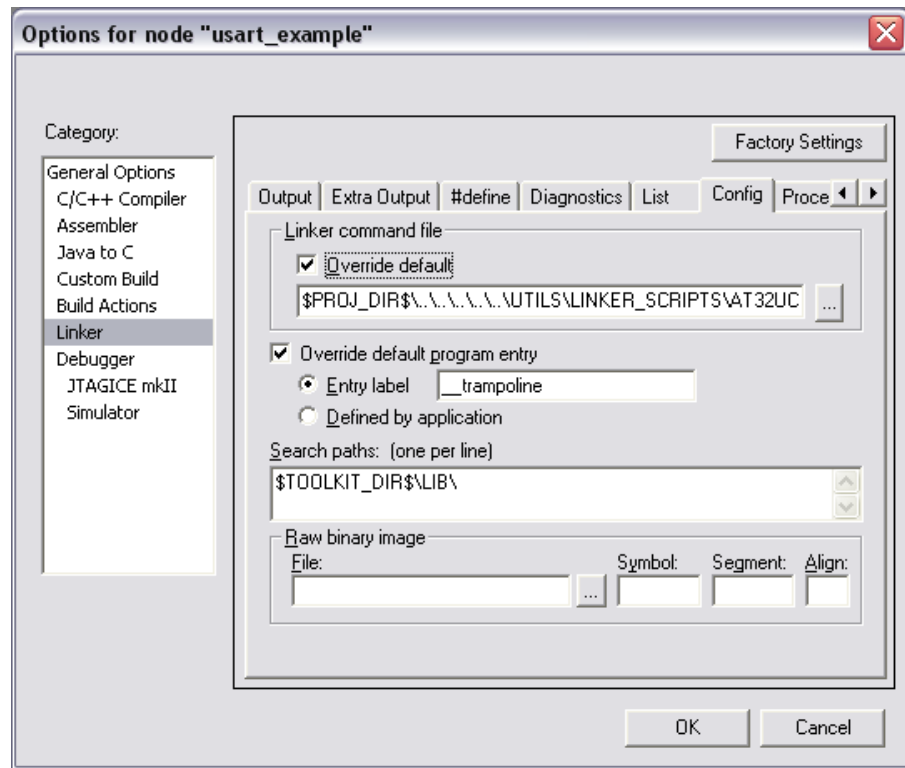 Options for node "usart_example"
Category:
General Options
C/C++ Compiler
Assembler
Java to C
Custom Build
Build Actions
Linker
Debugger
JTAGICE mkII
Simulator
Factory Settings
Output Extra Output #define Diagnostics List Config Proce
Linker command file
Override default
$PROJ_DIR$\..\..\..\..\..\UTILS\LINKER_SCRIPTS\AT32UC ...
Override default program entry
Entry label __trampoline
Defined by application
Search paths: (one per line)
$TOOLKIT_DIR$\LIB\
Raw binary image
File: Symbol: Segment: Align:
...
OK Cancel